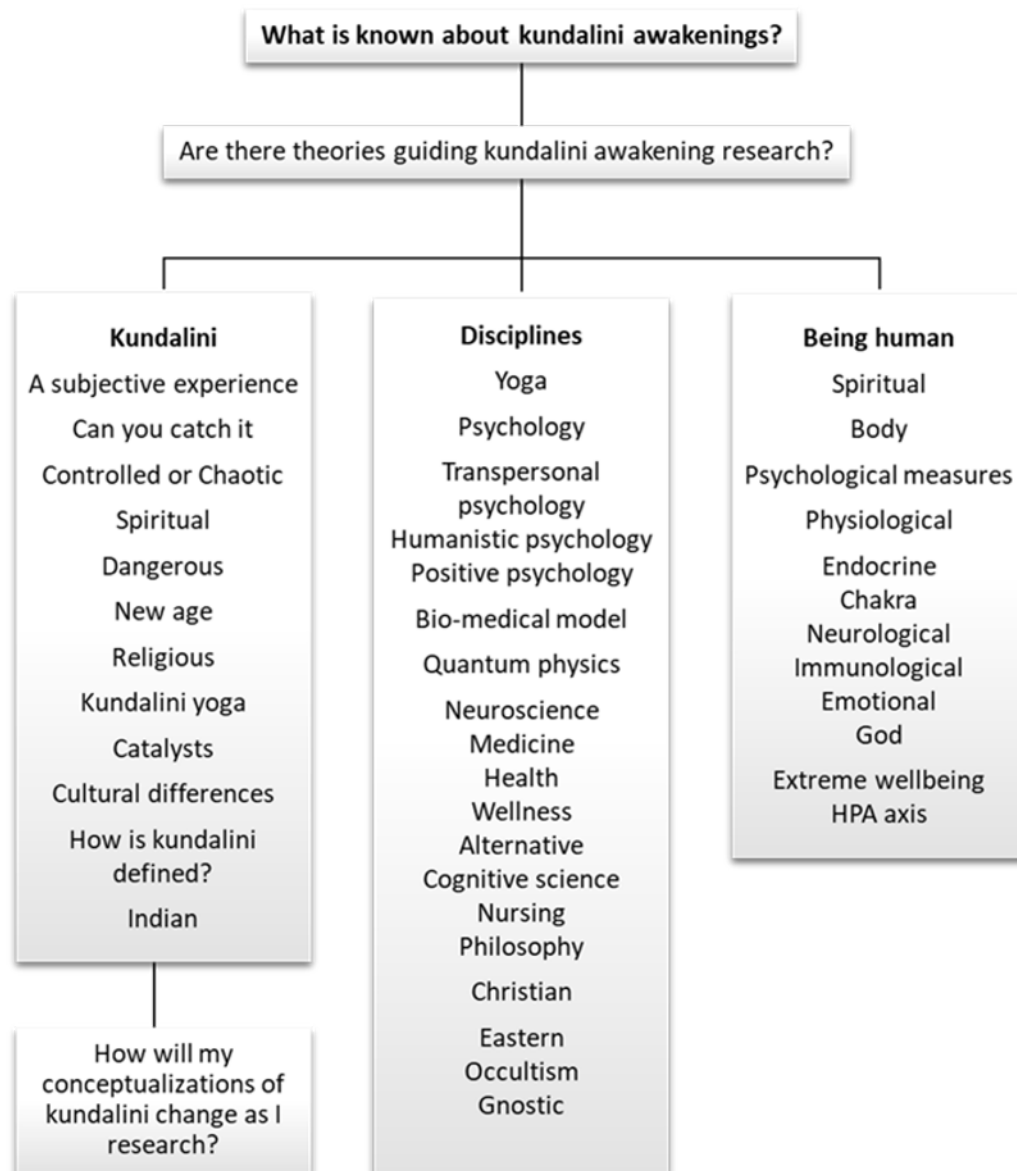 What is known about kundalini awakenings?
Are there theories guiding kundalini awakening research?
Kundalini
A subjective experience
Can you catch it
Controlled or Chaotic
Spiritual
Dangerous
New age
Religious
Kundalini yoga
Catalysts
Cultural differences
How is kundalini
defined?
Indian
How will my
conceptualizations of
kundalini change as I
research?
Disciplines
Yoga
Psychology
Transpersonal
psychology
Humanistic psychology
Positive psychology
Bio-medical model
Quantum physics
Neuroscience
Medicine
Health
Wellness
Alternative
Cognitive science
Nursing
Philosophy
Christian
Eastern
Occultism
Gnostic
Being human
Spiritual
Body
Psychological measures
Physiological
Endocrine
Chakra
Neurological
Immunological
Emotional
God
Extreme wellbeing
HPA axis